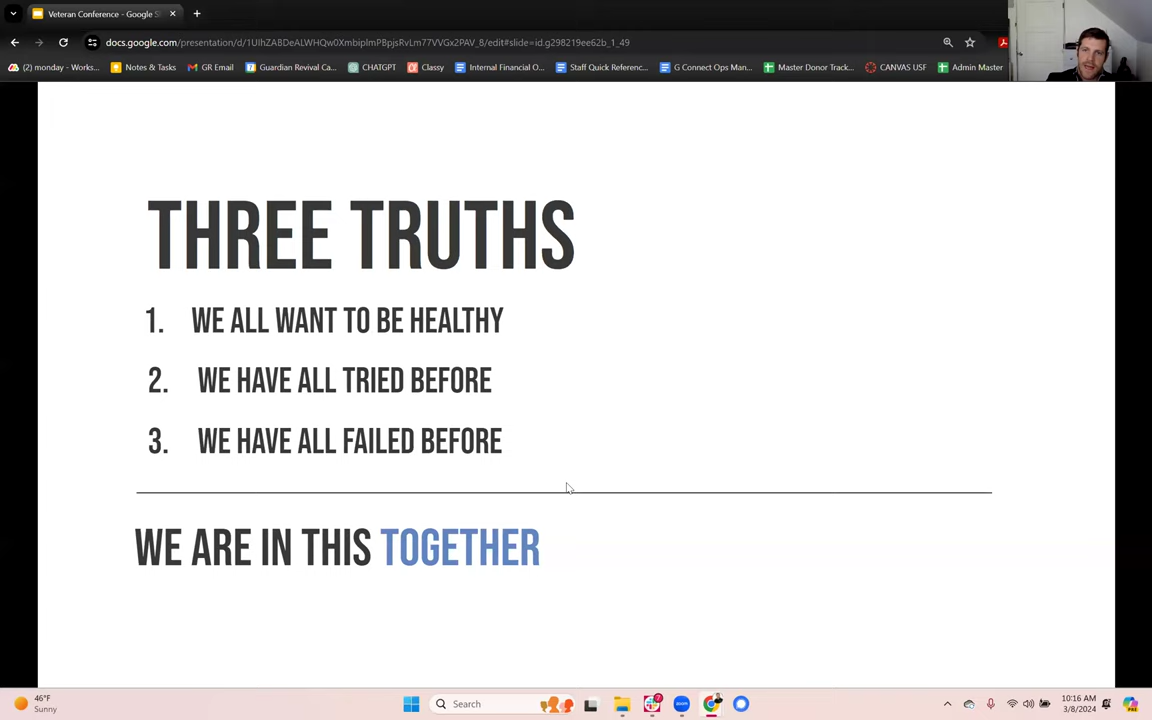 Veteran Conference - Google S
docs.google.com/presentation/d/1UIhZABDeALWHQw0XmbiplmPBpjsRvLm77VVGx2PAV_8/edit#slide=id.g298219ee62b_1_49
(2) monday - Works...
Notes & Tasks
GR Email
Guardian Revival Ca...
CHATGPT
Classy
Internal Financial O...
Staff Quick Referenc...
G Connect Ops Man...
Master Donor Track...
CANVAS USF
Admin Master
THREE TRUTHS
1. WE ALL WANT TO BE HEALTHY
2. WE HAVE ALL TRIED BEFORE
3. WE HAVE ALL FAILED BEFORE
WE ARE IN THIS TOGETHER
46°F
Sunny
Search
7
10:16 AM
3/8/2024
PRE